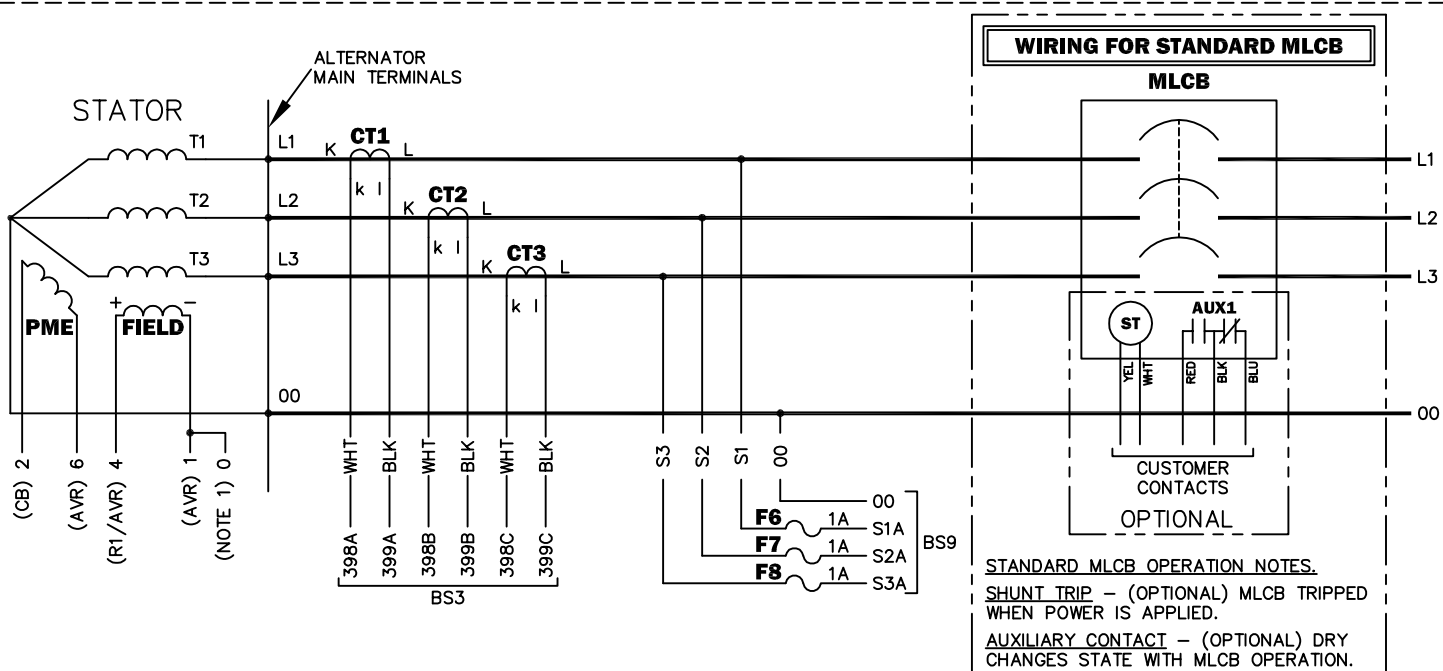 WIRING FOR STANDARD MLCB
MLCB
ALTERNATOR
MAIN TERMINALS
STATOR
T1
L1
K
CT1
L
k l
L1
T2
L2
K
CT2
L
k l
L2
T3
L3
K
CT3
L
k l
L3
PME
+
FIELD
−
ST
AUX1
YEL
WHT
RED
BLK
BLU
00
00
(CB) 2
(AVR) 6
(R1/AVR) 4
(AVR) 1
(NOTE 1) 0
WHT
BLK
WHT
BLK
WHT
BLK
398A
399A
398B
399B
398C
399C
BS3
S3
S2
S1
00
00
F6
1A
S1A
F7
1A
S2A
F8
1A
S3A
BS9
CUSTOMER
CONTACTS
OPTIONAL
STANDARD MLCB OPERATION NOTES.
SHUNT TRIP – (OPTIONAL) MLCB TRIPPED
WHEN POWER IS APPLIED.
AUXILIARY CONTACT – (OPTIONAL) DRY
CHANGES STATE WITH MLCB OPERATION.